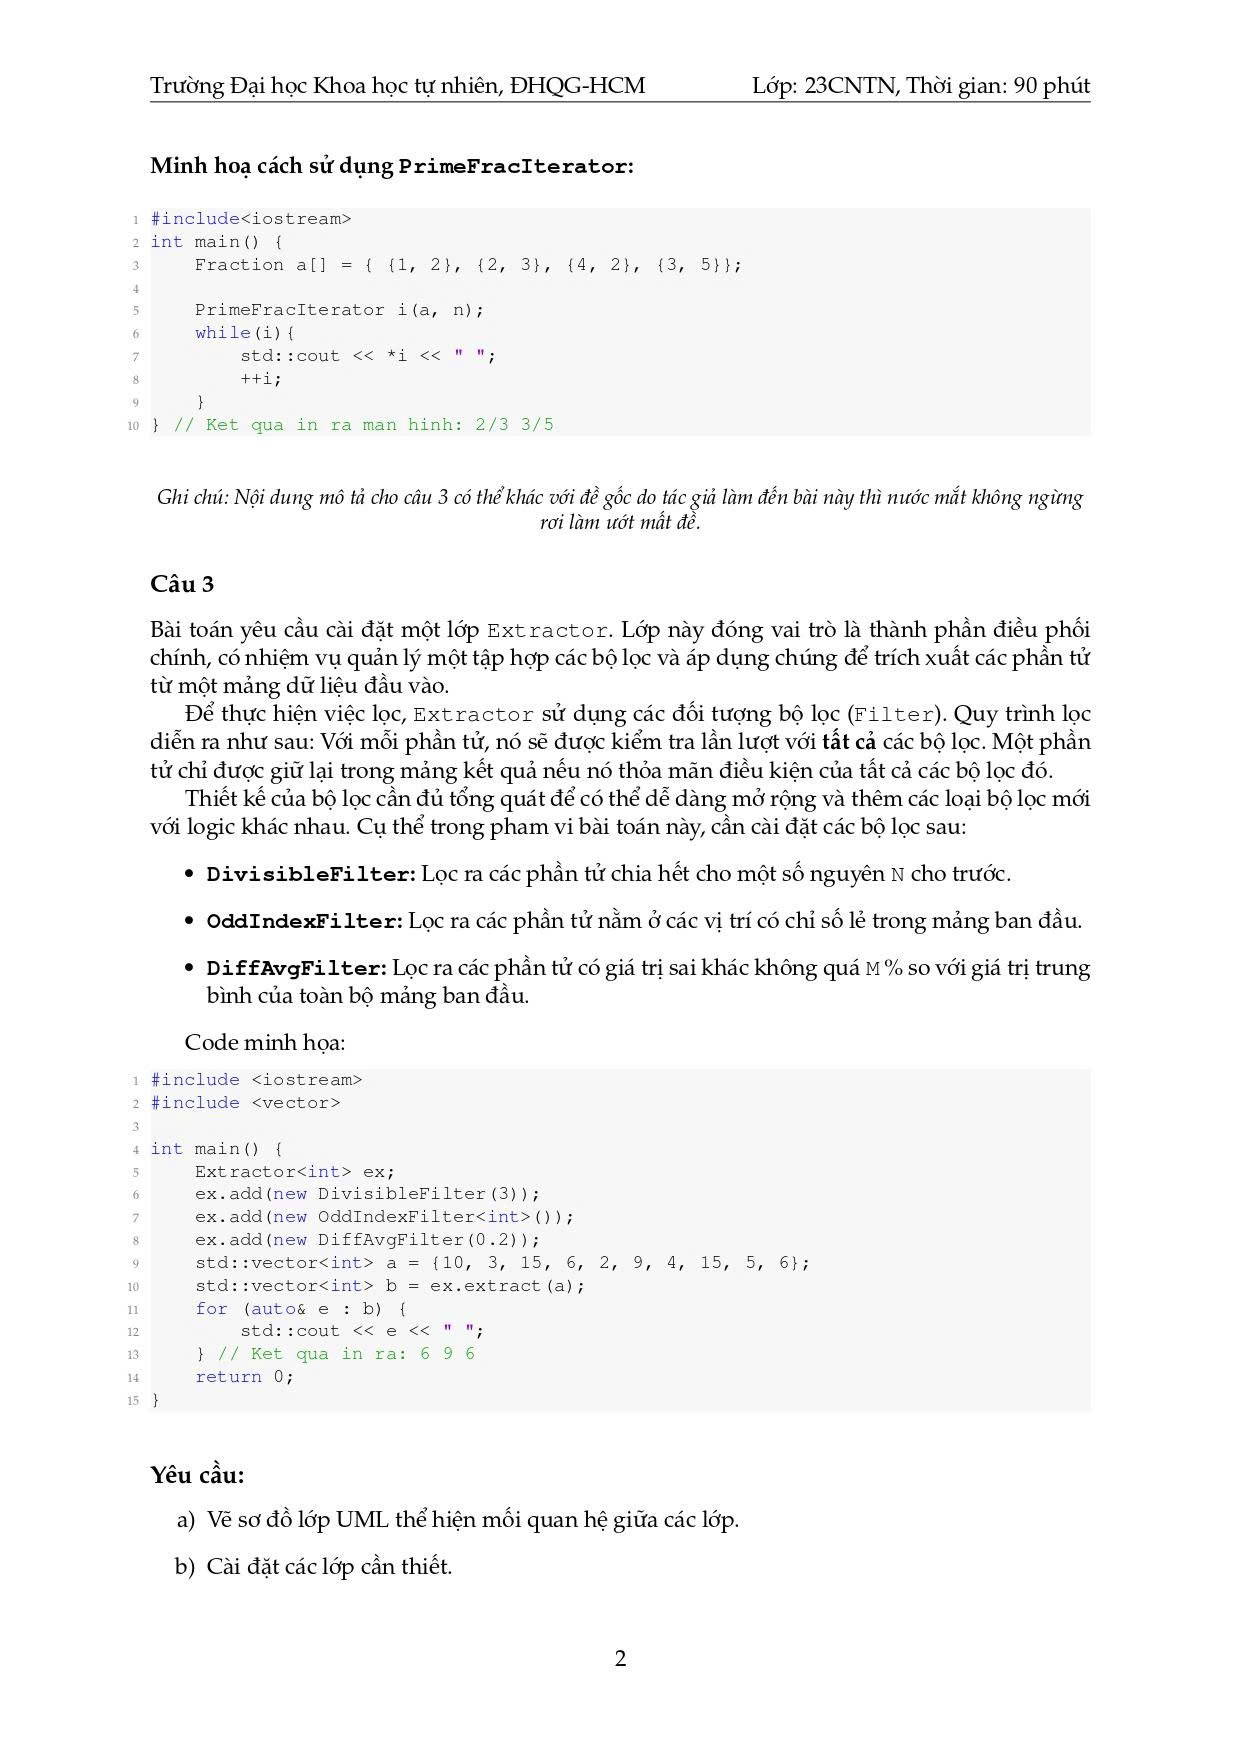 Trường Đại học Khoa học tự nhiên, ĐHQG-HCM Lớp: 23CNTN, Thời gian: 90 phút
Minh hoạ cách sử dụng PrimeFracIterator:
1 #include<iostream>
2 int main() {
3     Fraction a[] = { {1, 2}, {2, 3}, {4, 2}, {3, 5}};
4
5     PrimeFracIterator i(a, n);
6     while(i){
7         std::cout << *i << " ";
8         ++i;
9     }
10 } // Ket qua in ra man hinh: 2/3 3/5
Ghi chú: Nội dung mô tả cho câu 3 có thể khác với đề gốc do tác giả làm đến bài này thì nước mắt không ngừng
rơi làm ướt mất đề.
Câu 3
Bài toán yêu cầu cài đặt một lớp Extractor. Lớp này đóng vai trò là thành phần điều phối
chính, có nhiệm vụ quản lý một tập hợp các bộ lọc và áp dụng chúng để trích xuất các phần tử
từ một mảng dữ liệu đầu vào.
Để thực hiện việc lọc, Extractor sử dụng các đối tượng bộ lọc (Filter). Quy trình lọc
diễn ra như sau: Với mỗi phần tử, nó sẽ được kiểm tra lần lượt với tất cả các bộ lọc. Một phần
tử chỉ được giữ lại trong mảng kết quả nếu nó thỏa mãn điều kiện của tất cả các bộ lọc đó.
Thiết kế của bộ lọc cần đủ tổng quát để có thể dễ dàng mở rộng và thêm các loại bộ lọc mới
với logic khác nhau. Cụ thể trong phạm vi bài toán này, cần cài đặt các bộ lọc sau:
• DivisibleFilter: Lọc ra các phần tử chia hết cho một số nguyên N cho trước.
• OddIndexFilter: Lọc ra các phần tử nằm ở các vị trí có chỉ số lẻ trong mảng ban đầu.
• DiffAvgFilter: Lọc ra các phần tử có giá trị sai khác không quá M % so với giá trị trung
bình của toàn bộ mảng ban đầu.
Code minh họa:
1 #include <iostream>
2 #include <vector>
3
4 int main() {
5     Extractor<int> ex;
6     ex.add(new DivisibleFilter(3));
7     ex.add(new OddIndexFilter<int>());
8     ex.add(new DiffAvgFilter(0.2));
9     std::vector<int> a = {10, 3, 15, 6, 2, 9, 4, 15, 5, 6};
10     std::vector<int> b = ex.extract(a);
11     for (auto& e : b) {
12         std::cout << e << " ";
13     } // Ket qua in ra: 6 9 6
14     return 0;
15 }
Yêu cầu:
a) Vẽ sơ đồ lớp UML thể hiện mối quan hệ giữa các lớp.
b) Cài đặt các lớp cần thiết.
2